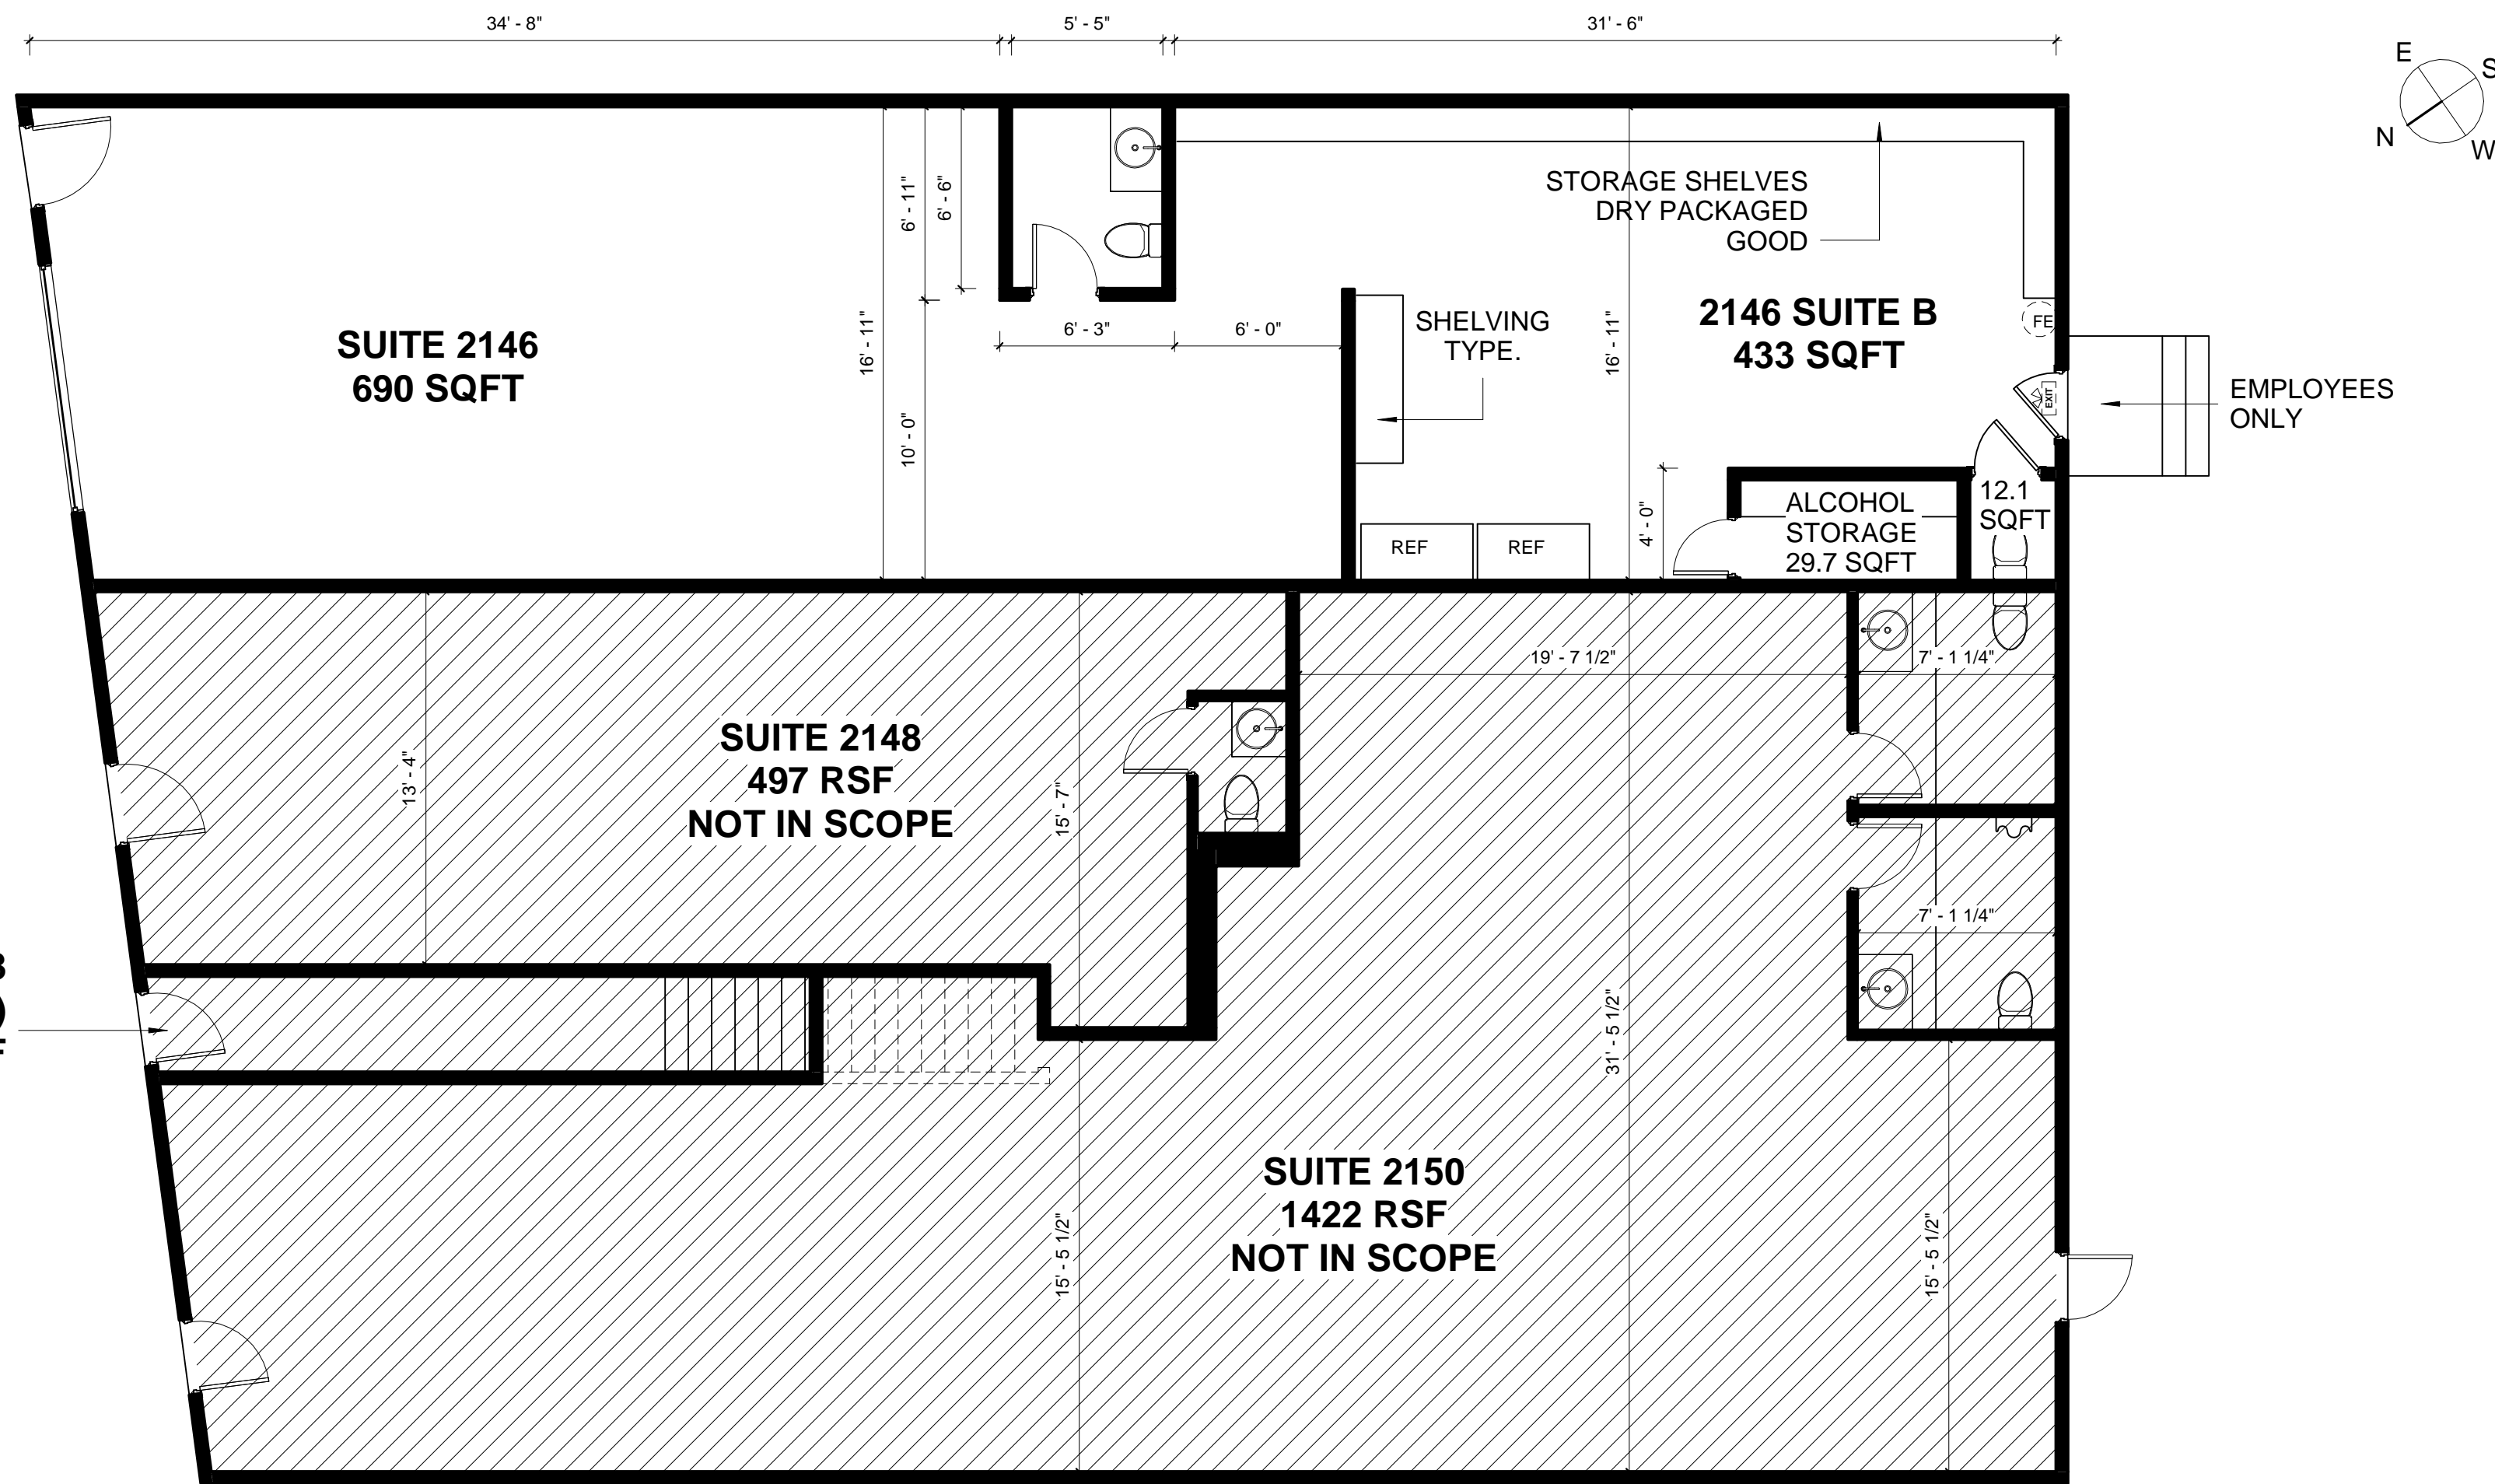 34' - 8"
5' - 5"
31' - 6"
E
S
N
W
6' - 11"
6' - 6"
16' - 11"
10' - 0"
6' - 3"
6' - 0"
SUITE 2146
690 SQFT
SHELVING
TYPE.
STORAGE SHELVES
DRY PACKAGED
GOOD
16' - 11"
2146 SUITE B
433 SQFT
FE
EXIT
EMPLOYEES
ONLY
4' - 0"
REF
REF
ALCOHOL
STORAGE
29.7 SQFT
12.1
SQFT
19' - 7 1/2"
7' - 1 1/4"
SUITE 2148
497 RSF
NOT IN SCOPE
13' - 4"
15' - 7"
7' - 1 1/4"
31' - 5 1/2"
SUITE 2150
1422 RSF
NOT IN SCOPE
15' - 5 1/2"
15' - 5 1/2"